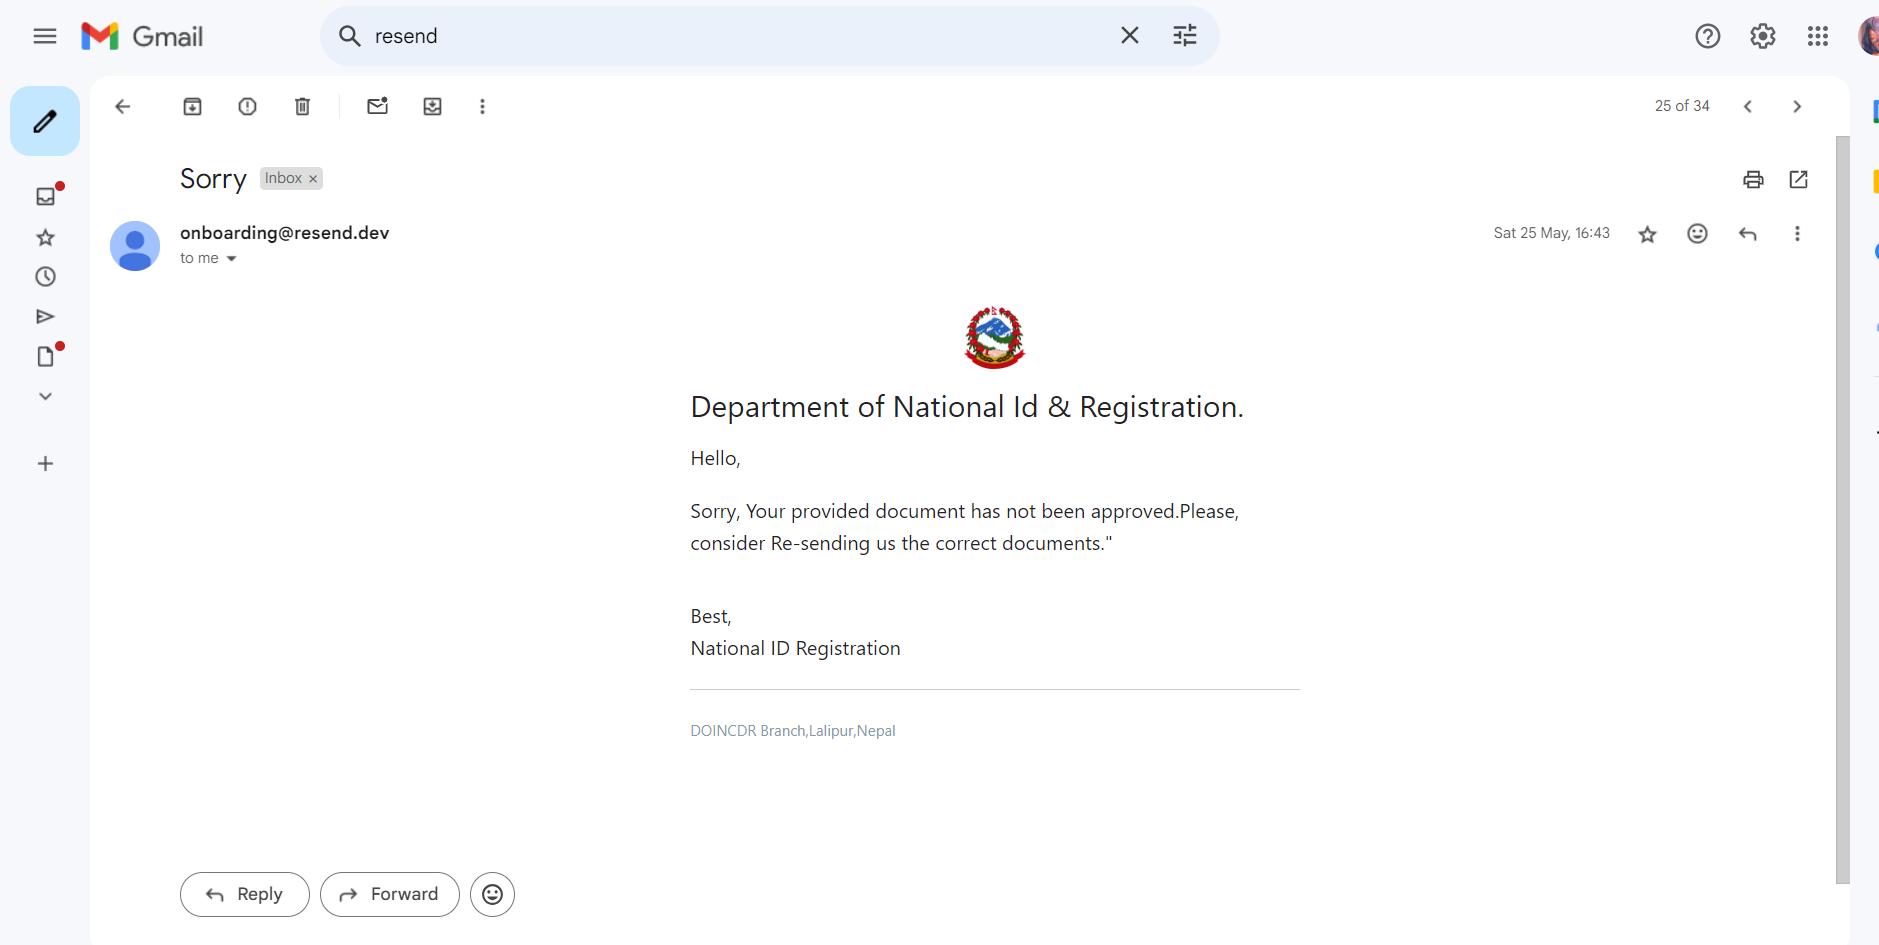 Gmail
resend
25 of 34
Sorry
Inbox ×
onboarding@resend.dev
Sat 25 May, 16:43
to me
Department of National Id & Registration.
Hello,
Sorry, Your provided document has not been approved.Please,
consider Re-sending us the correct documents."
Best,
National ID Registration
DOINCDR Branch,Lalipur,Nepal
Reply
Forward